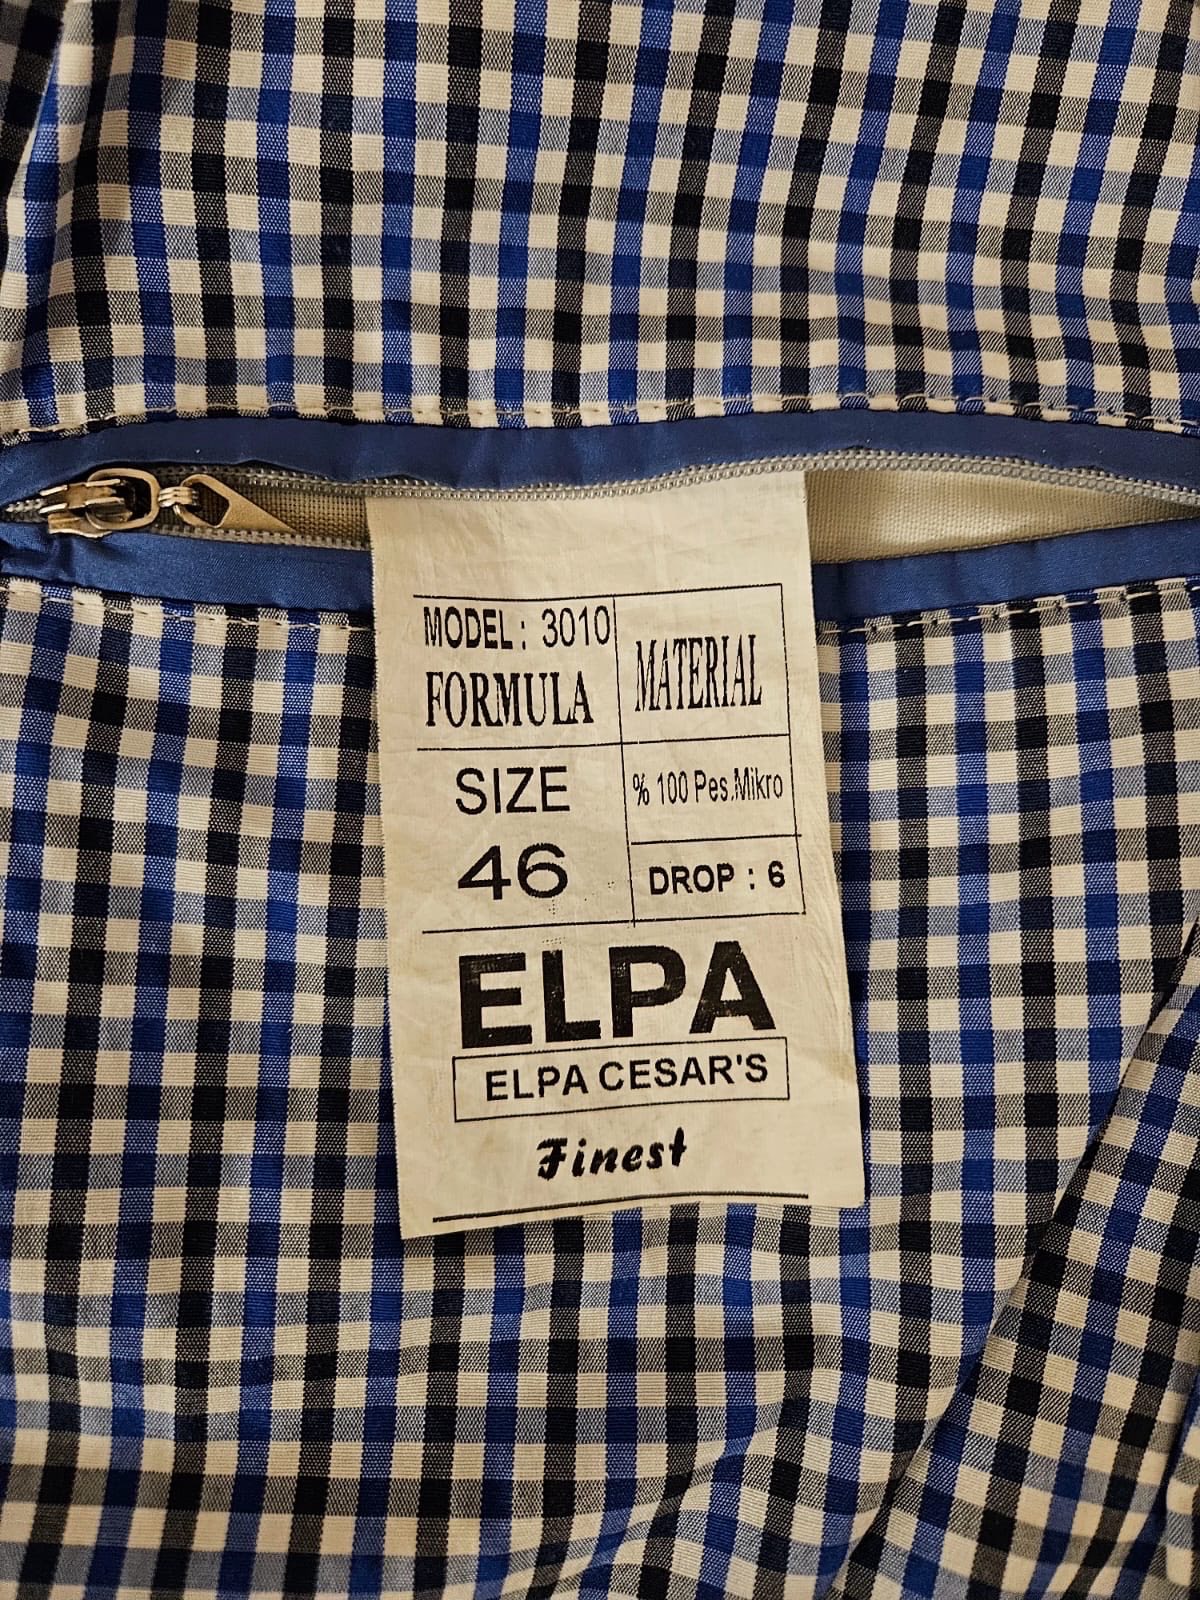 MODEL : 3010
FORMULA
MATERIAL
SIZE
46
% 100 Pes.Mikro
DROP : 6
ELPA
ELPA CESAR'S
Finest